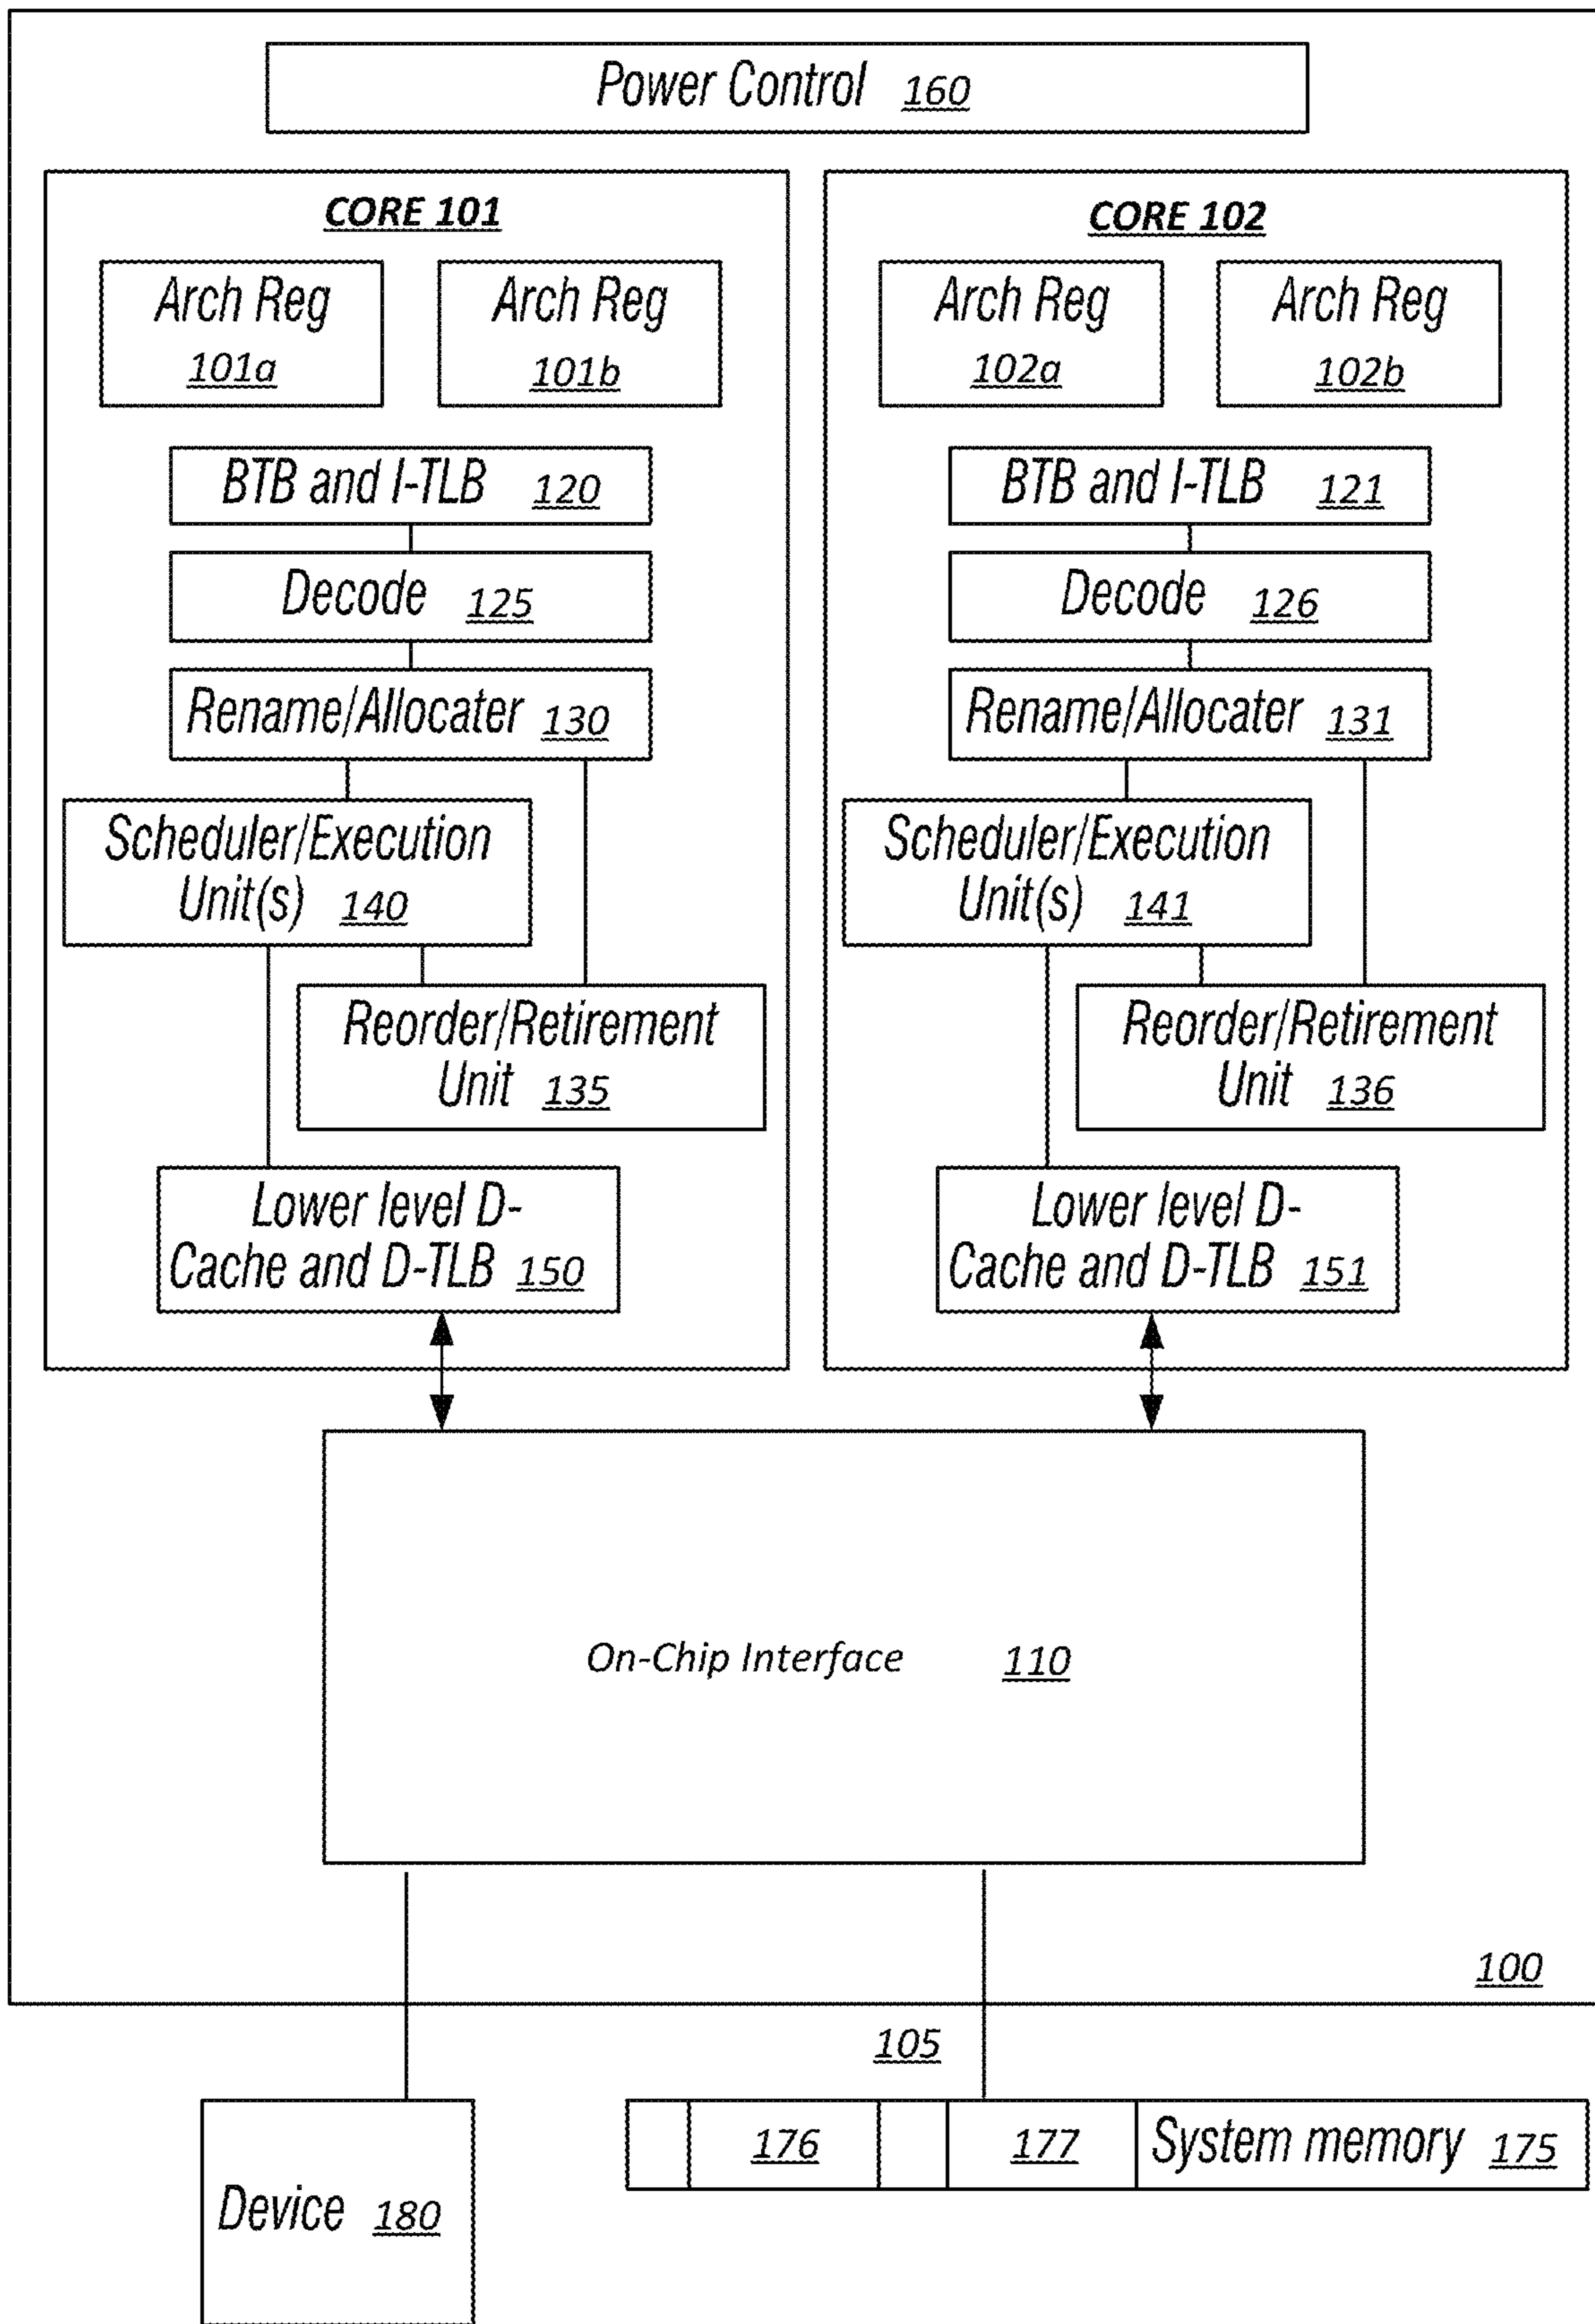 Power Control 160
CORE 101
Arch Reg
101a
Arch Reg
101b
BTB and I-TLB 120
Decode 125
Rename/Allocater 130
Scheduler/Execution
Unit(s) 140
Reorder/Retirement
Unit 135
Lower level D-
Cache and D-TLB 150
CORE 102
Arch Reg
102a
Arch Reg
102b
BTB and I-TLB 121
Decode 126
Rename/Allocater 131
Scheduler/Execution
Unit(s) 141
Reorder/Retirement
Unit 136
Lower level D-
Cache and D-TLB 151
On-Chip Interface 110
100
105
176 177 System memory 175
Device 180